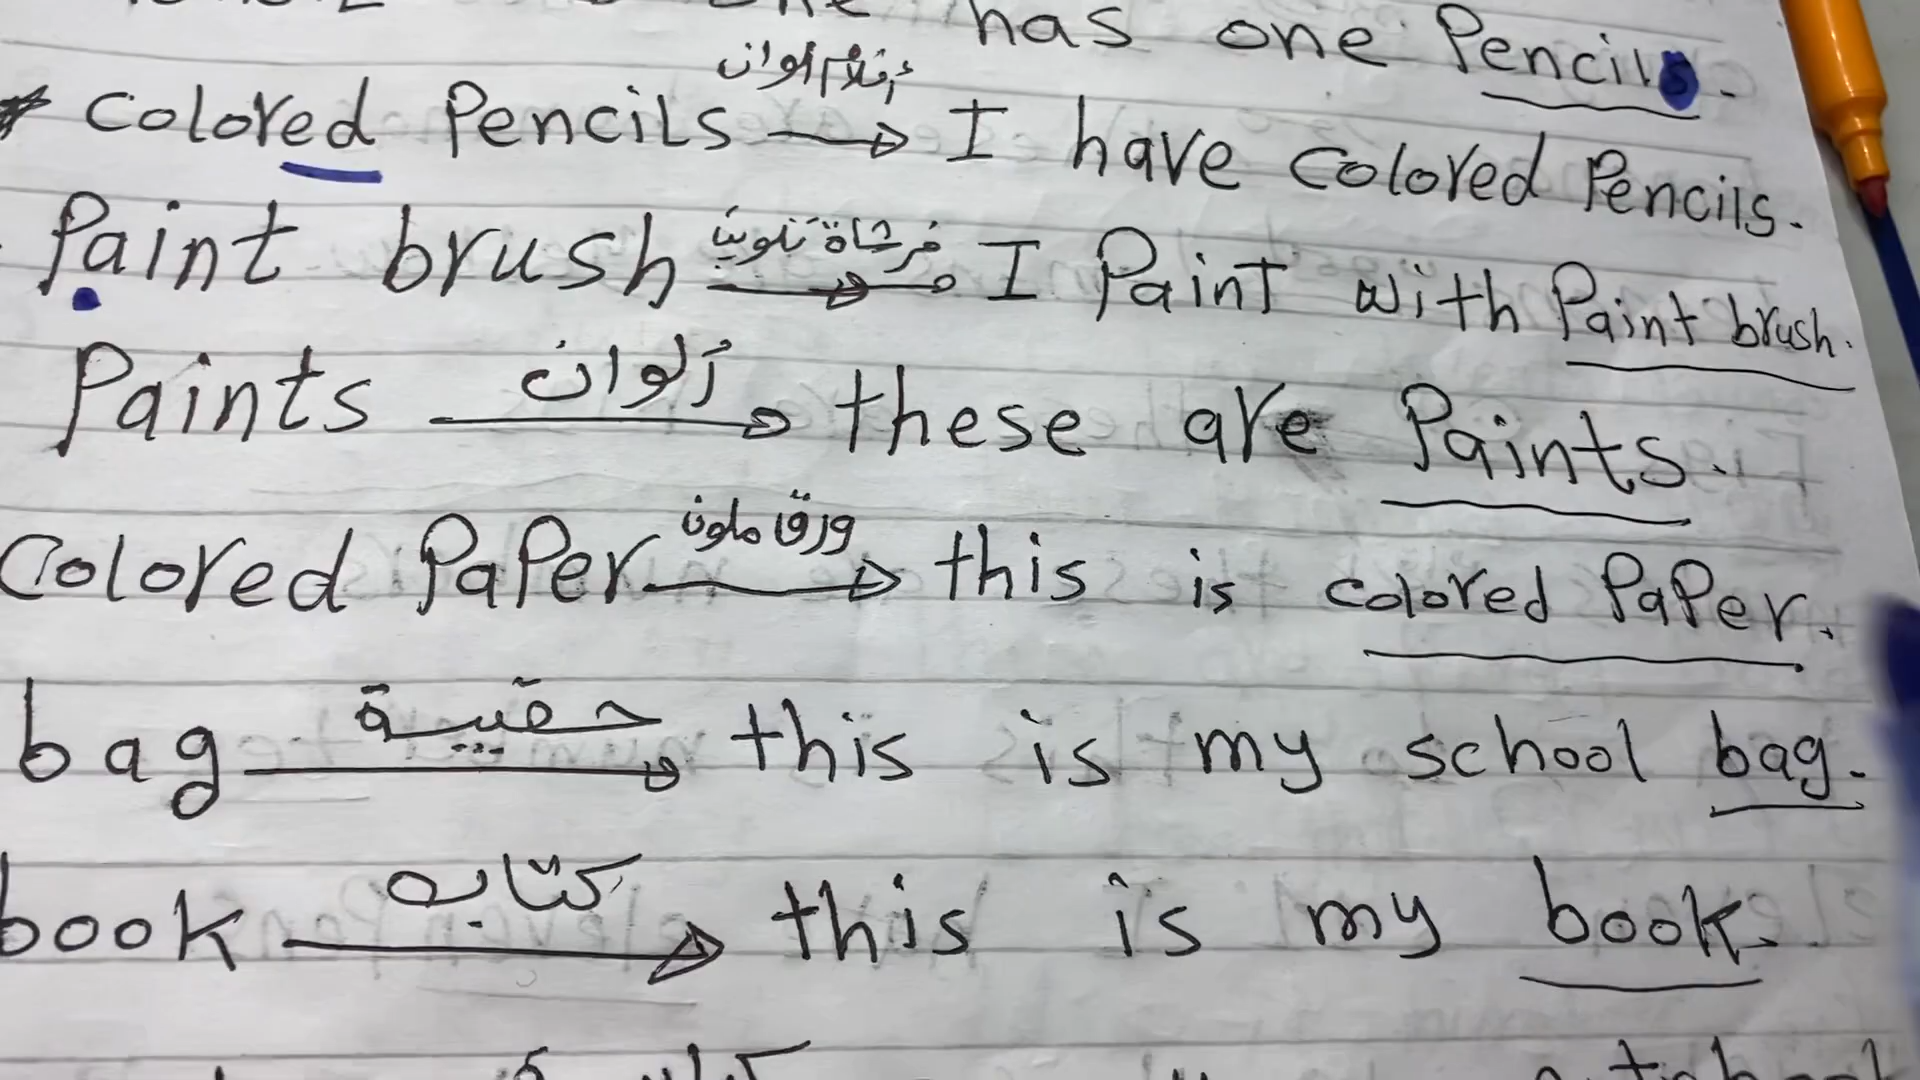 has one Pencil.
* Colored Pencils أقلام ألوان → I have Colored Pencils.
Paint brush فرشاة تلوين → I Paint with Paint brush.
Paints ألوان → these are Paints.
Colored PaPer ورق ملون → this is colored PaPer.
bag حقيبة → this is my school bag.
book كتاب → this is my book.